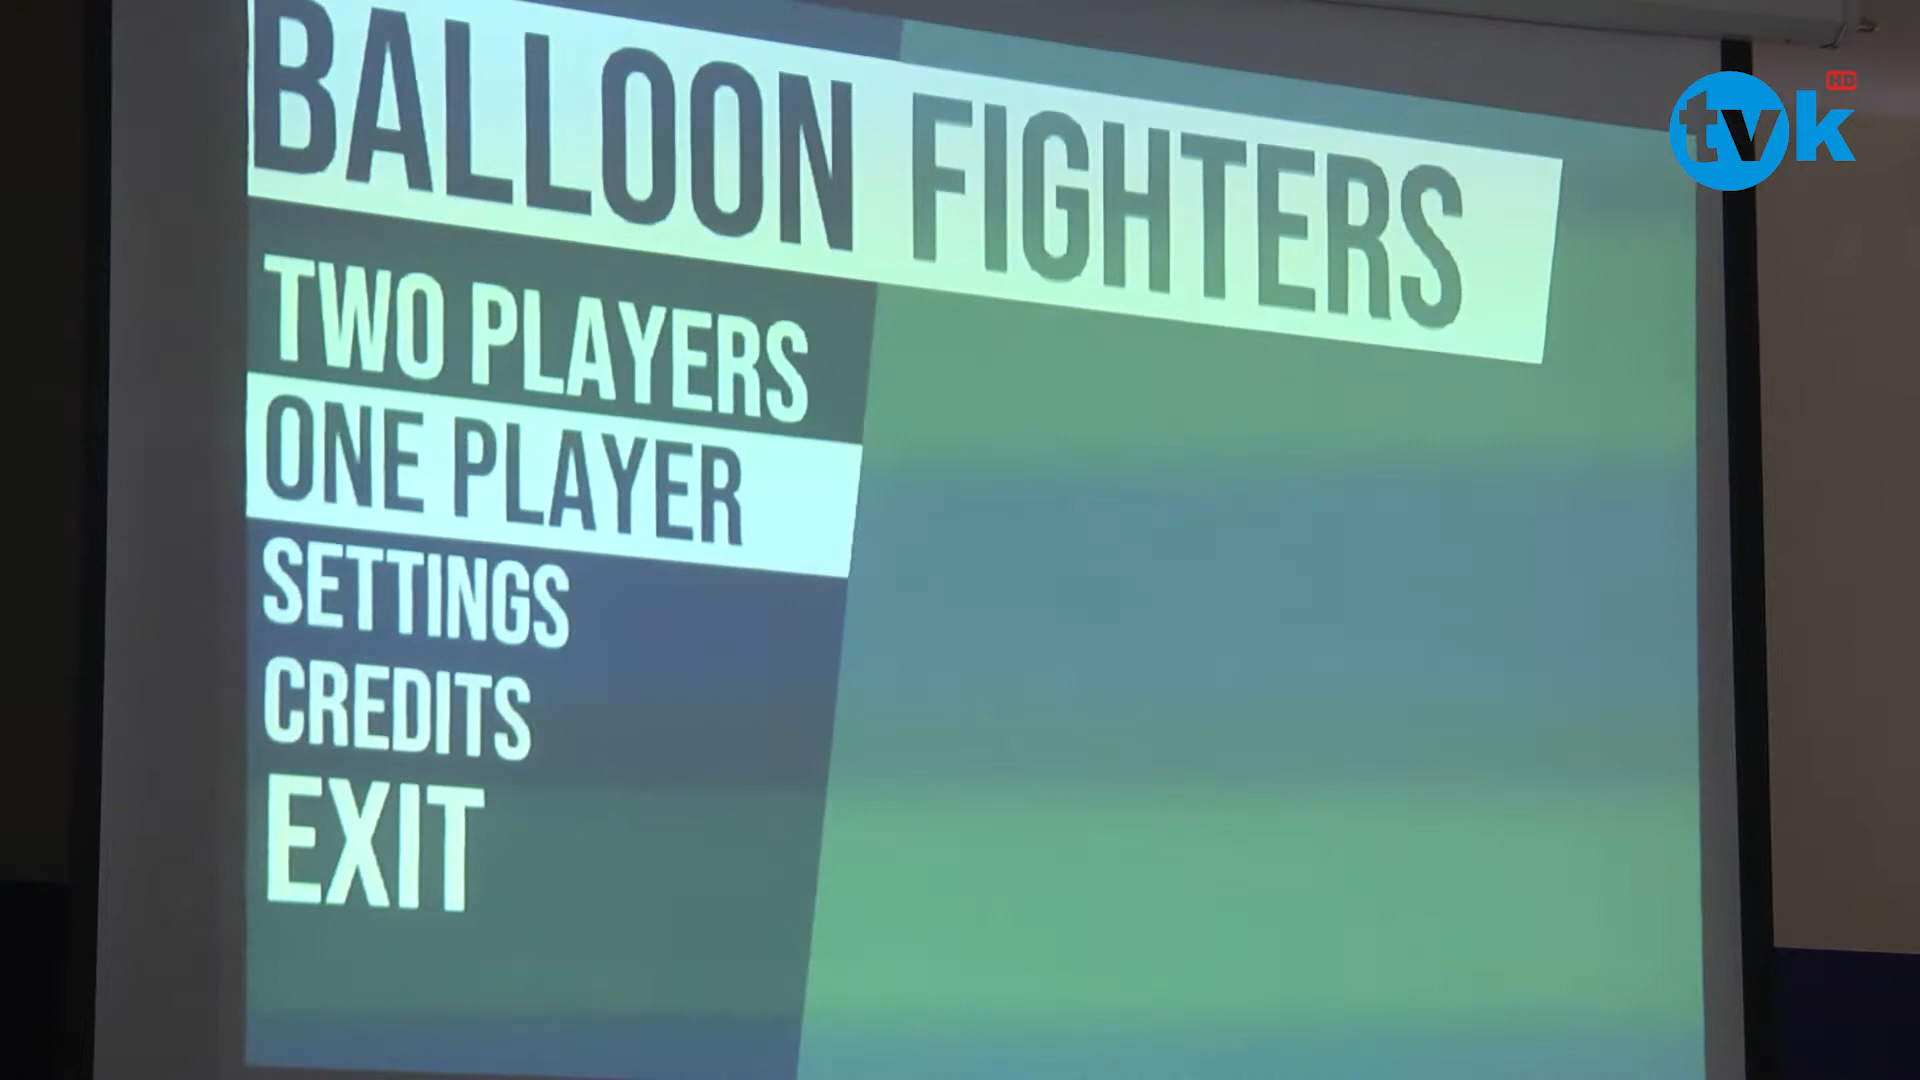 BALLOON FIGHTERS
TWO PLAYERS
ONE PLAYER
SETTINGS
CREDITS
EXIT
tvk HD